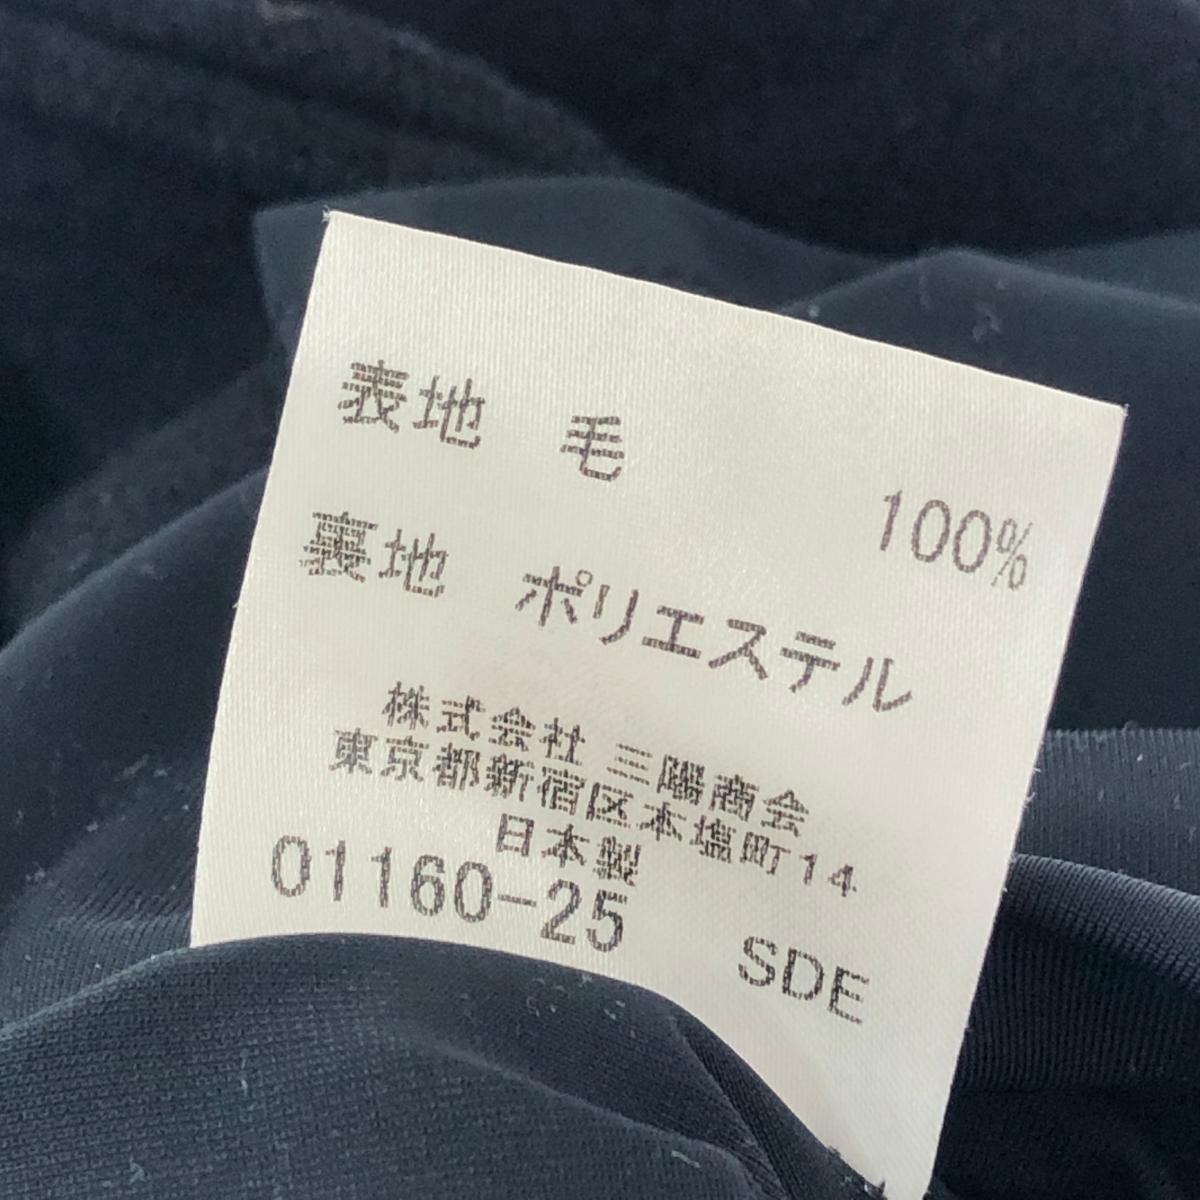 表地 毛 100%
裏地 ポリエステル
株式会社 三陽商会
東京都新宿区本塩町14
日本製
01160-25 SDE